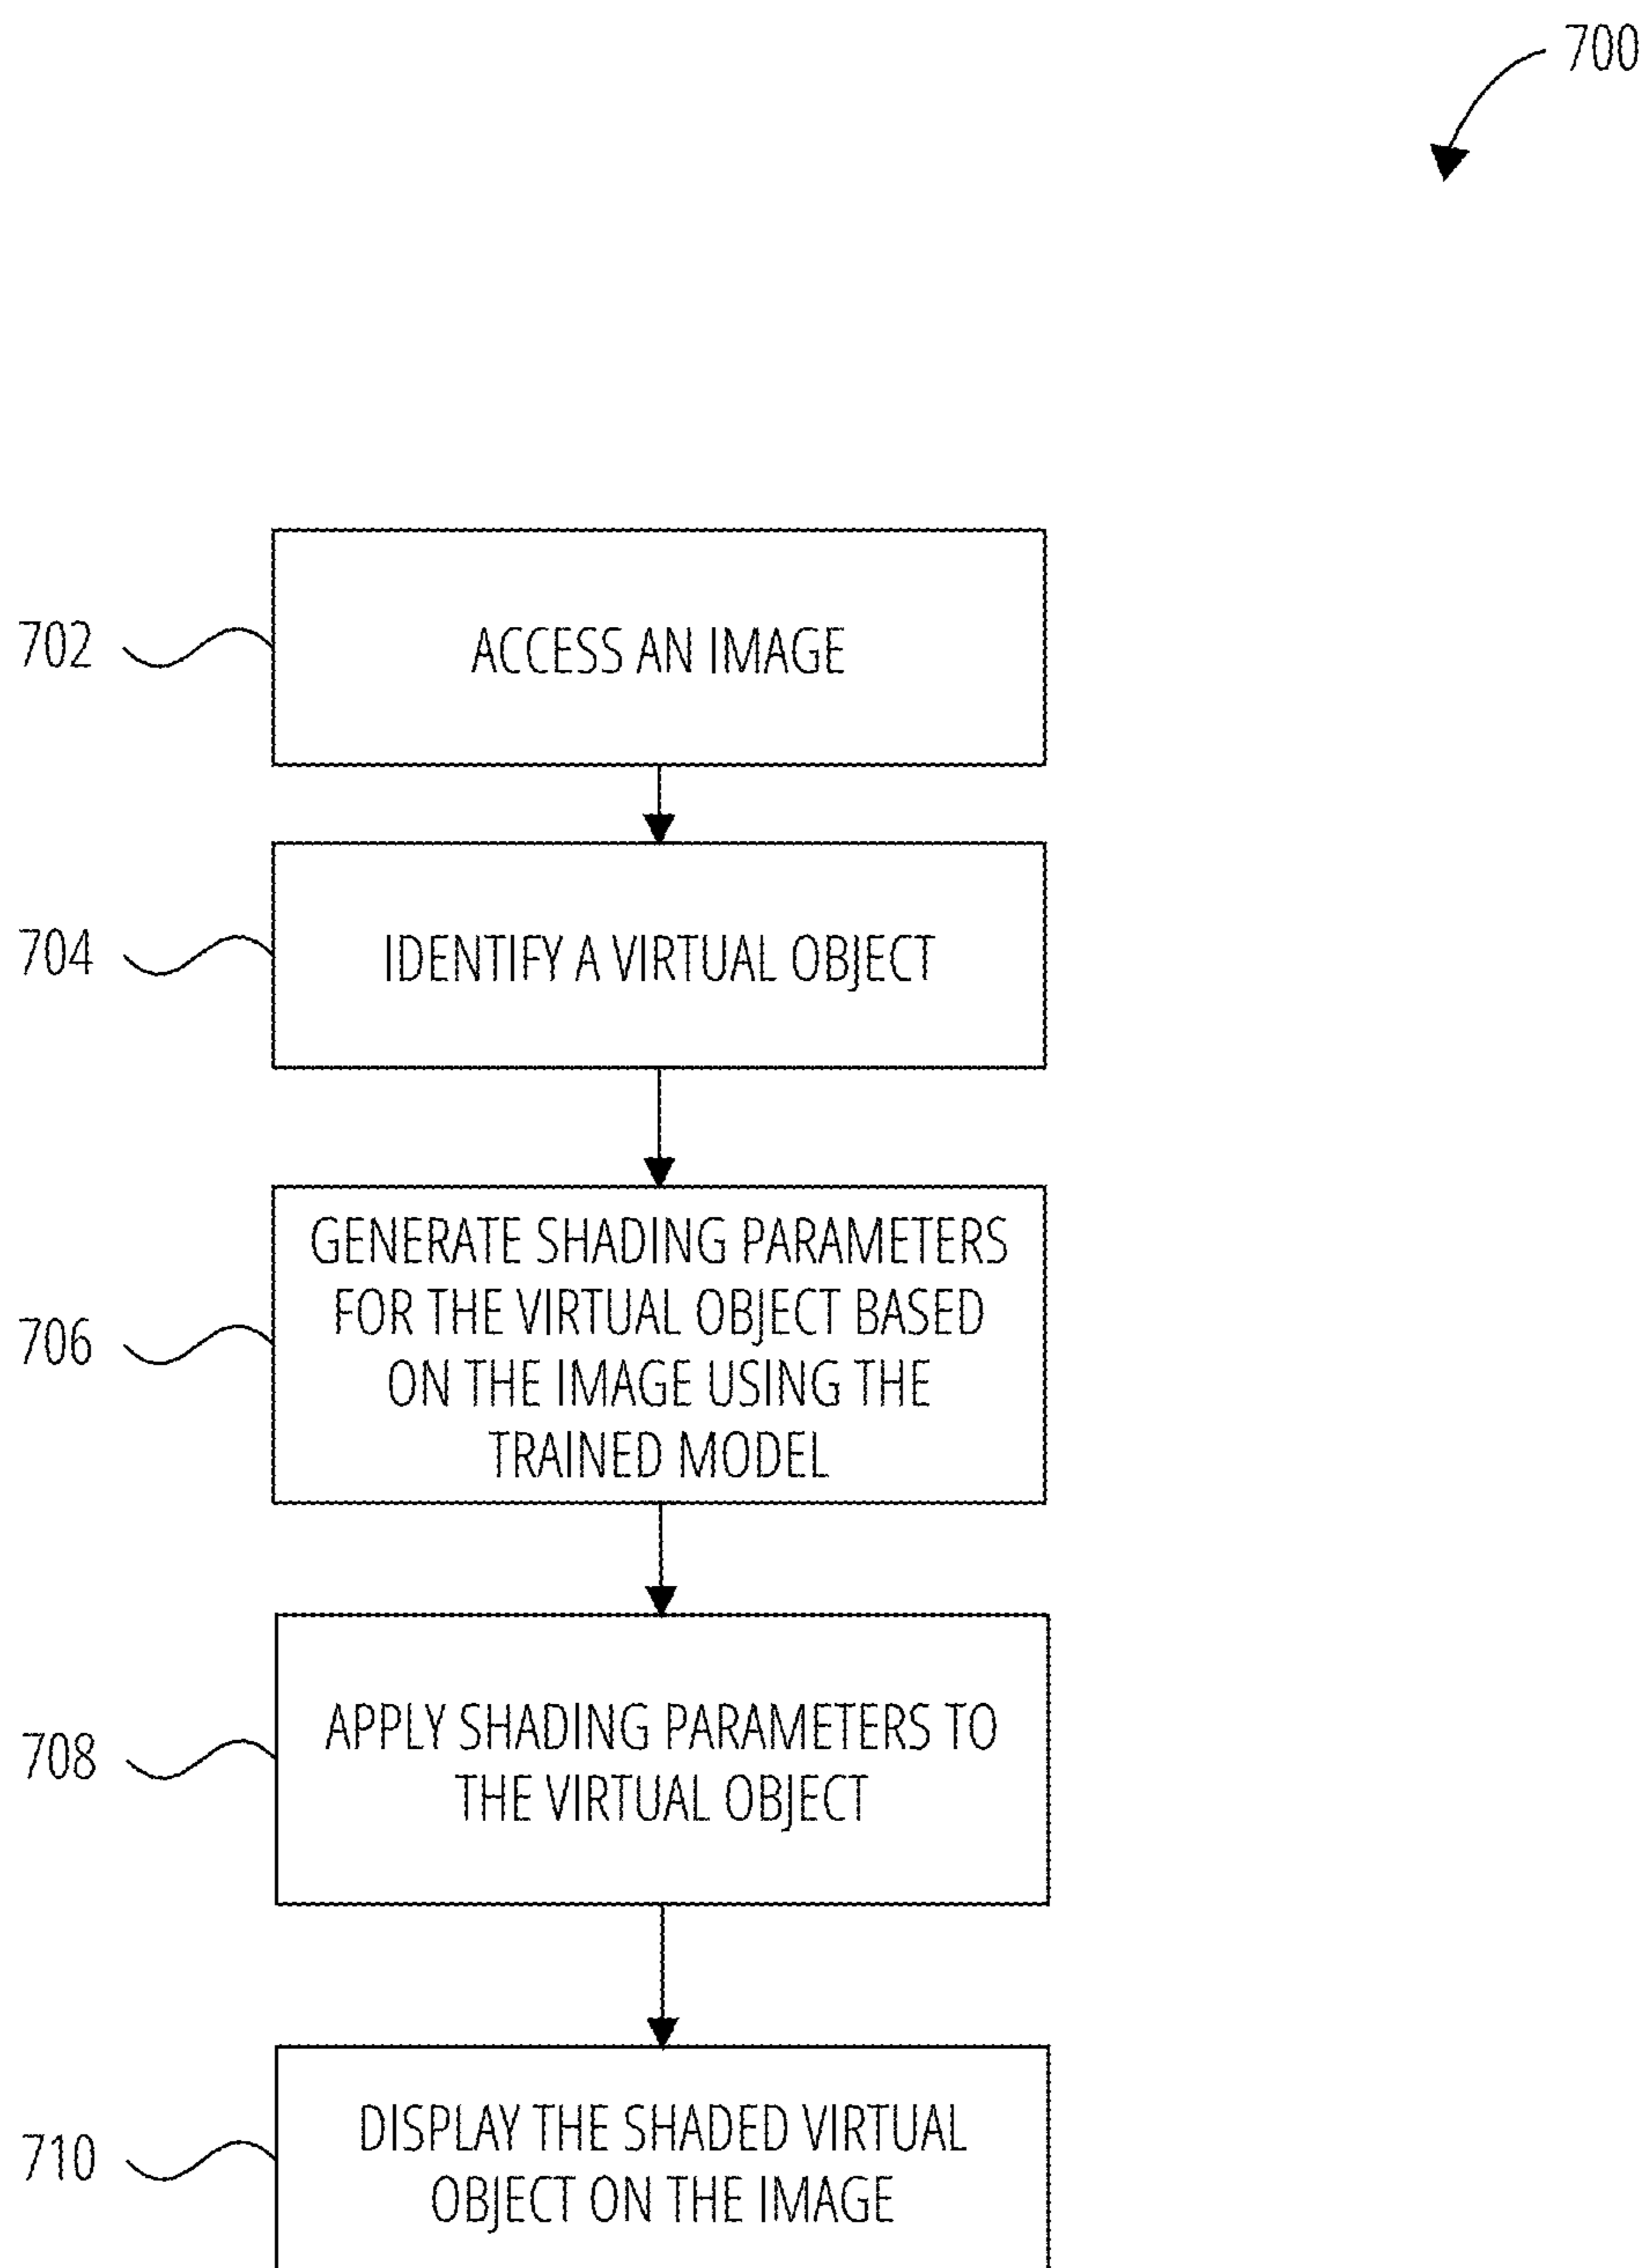 700
702
ACCESS AN IMAGE
704
IDENTIFY A VIRTUAL OBJECT
706
GENERATE SHADING PARAMETERS
FOR THE VIRTUAL OBJECT BASED
ON THE IMAGE USING THE
TRAINED MODEL
708
APPLY SHADING PARAMETERS TO
THE VIRTUAL OBJECT
710
DISPLAY THE SHADED VIRTUAL
OBJECT ON THE IMAGE